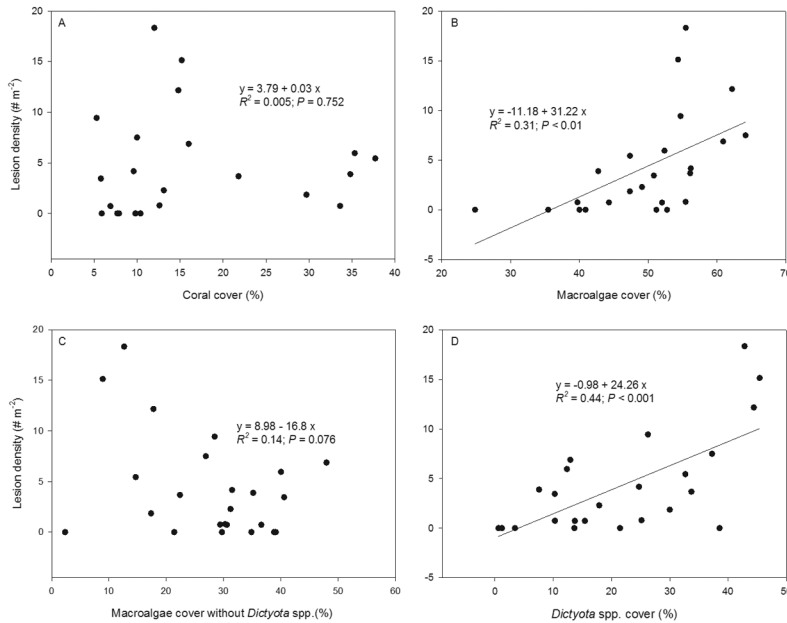 A
y = 3.79 + 0.03 x
R² = 0.005; P = 0.752
Lesion density (# m⁻²)
20
15
10
5
0
0
5
10
15
20
25
30
35
40
Coral cover (%)
B
y = -11.18 + 31.22 x
R² = 0.31; P < 0.01
20
15
10
5
0
-5
20
30
40
50
60
70
Macroalgae cover (%)
C
y = 8.98 - 16.8 x
R² = 0.14; P = 0.076
Lesion density (# m⁻²)
20
15
10
5
0
0
10
20
30
40
50
60
Macroalgae cover without Dictyota spp.(%)
D
y = -0.98 + 24.26 x
R² = 0.44; P < 0.001
20
15
10
5
0
-5
0
10
20
30
40
50
Dictyota spp. cover (%)